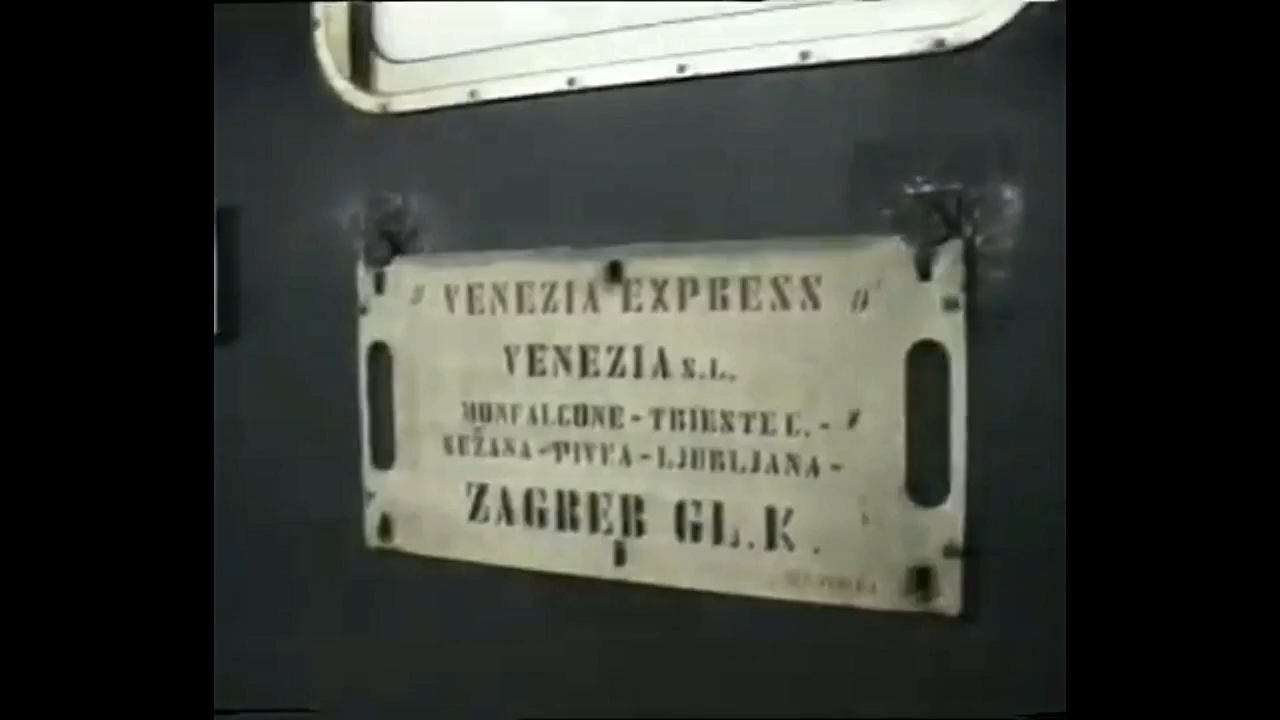 " VENEZIA EXPRESS "
VENEZIA S.L.
MONFALCONE - TRIESTE C. -
SEŽANA - PIVKA - LJUBLJANA -
ZAGREB GL.K.